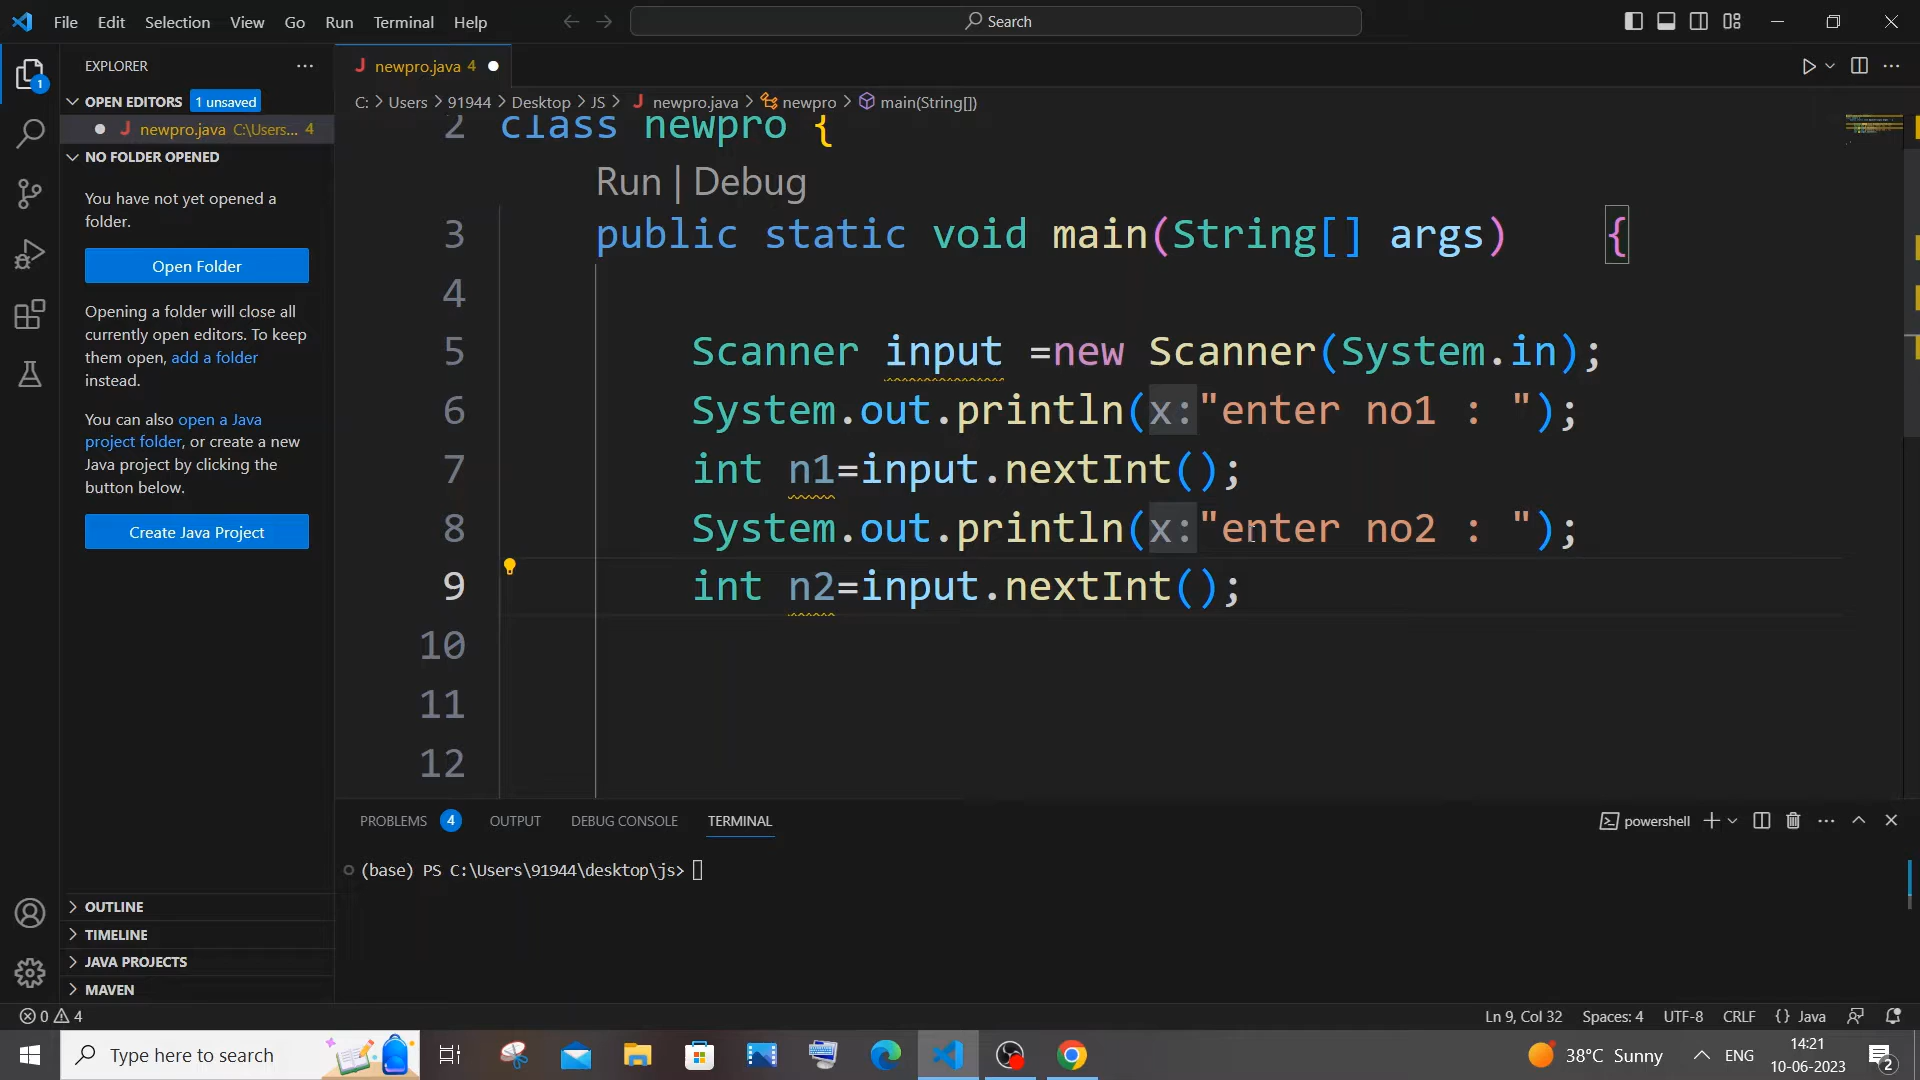 File Edit Selection View Go Run Terminal Help
Search
EXPLORER
newpro.java 4
OPEN EDITORS 1 unsaved
C: > Users > 91944 > Desktop > JS > newpro.java > newpro > main(String[])
newpro.java C:\Users... 4
NO FOLDER OPENED
You have not yet opened a
folder.
Open Folder
Opening a folder will close all
currently open editors. To keep
them open, add a folder
instead.
You can also open a Java
project folder, or create a new
Java project by clicking the
button below.
Create Java Project
OUTLINE
TIMELINE
JAVA PROJECTS
MAVEN
2 class newpro {
Run | Debug
3 public static void main(String[] args) {
4
5 Scanner input =new Scanner(System.in);
6 System.out.println(x:"enter no1 : ");
7 int n1=input.nextInt();
8 System.out.println(x:"enter no2 : ");
9 int n2=input.nextInt();
10
11
12
PROBLEMS 4 OUTPUT DEBUG CONSOLE TERMINAL
powershell
(base) PS C:\Users\91944\desktop\js>
0 4
Ln 9, Col 32 Spaces: 4 UTF-8 CRLF {} Java
Type here to search
38°C Sunny ENG
14:21
10-06-2023
2
1